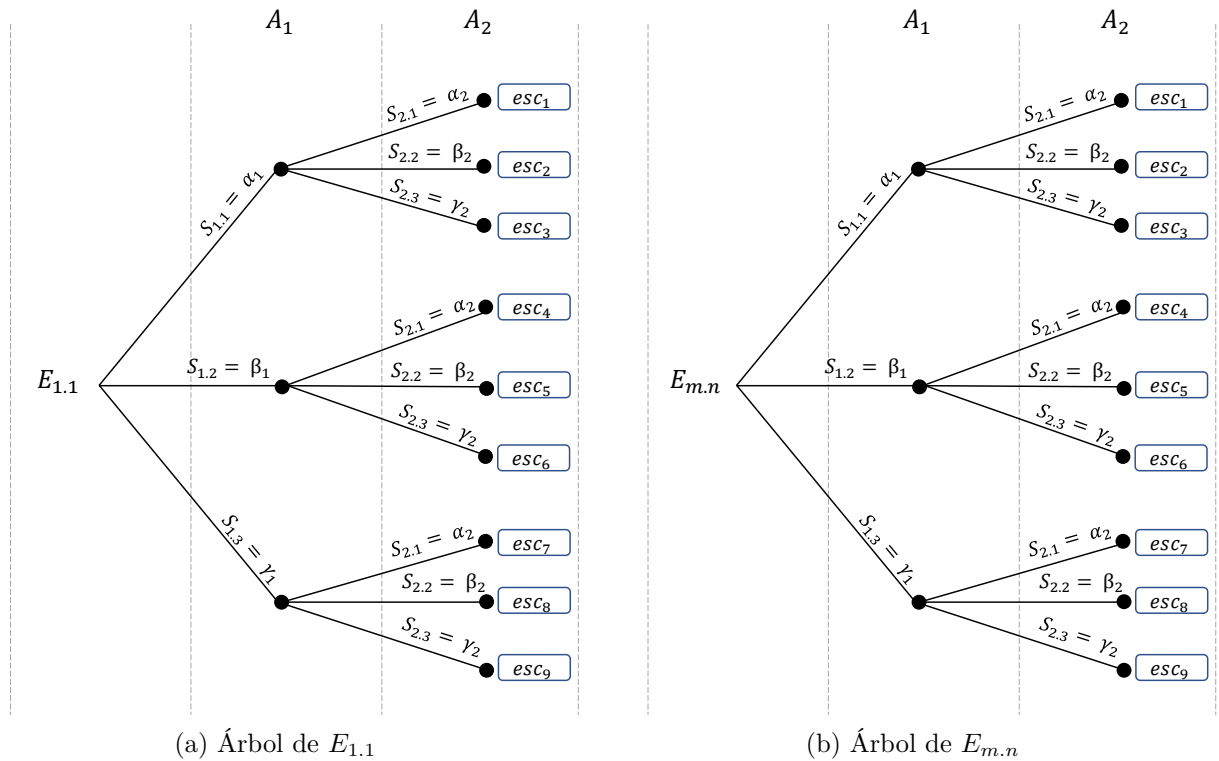 A₁ A₂
S₂.₁ = α₂ esc₁
S₂.₂ = β₂ esc₂
S₂.₃ = γ₂ esc₃
S₁.₁ = α₁
S₂.₁ = α₂ esc₄
E₁.₁ S₁.₂ = β₁ S₂.₂ = β₂ esc₅
S₂.₃ = γ₂ esc₆
S₁.₃ = γ₁
S₂.₁ = α₂ esc₇
S₂.₂ = β₂ esc₈
S₂.₃ = γ₂ esc₉
(a) Árbol de E₁.₁
A₁ A₂
S₂.₁ = α₂ esc₁
S₂.₂ = β₂ esc₂
S₂.₃ = γ₂ esc₃
S₁.₁ = α₁
S₂.₁ = α₂ esc₄
Eₘ.ₙ S₁.₂ = β₁ S₂.₂ = β₂ esc₅
S₂.₃ = γ₂ esc₆
S₁.₃ = γ₁
S₂.₁ = α₂ esc₇
S₂.₂ = β₂ esc₈
S₂.₃ = γ₂ esc₉
(b) Árbol de Eₘ.ₙ